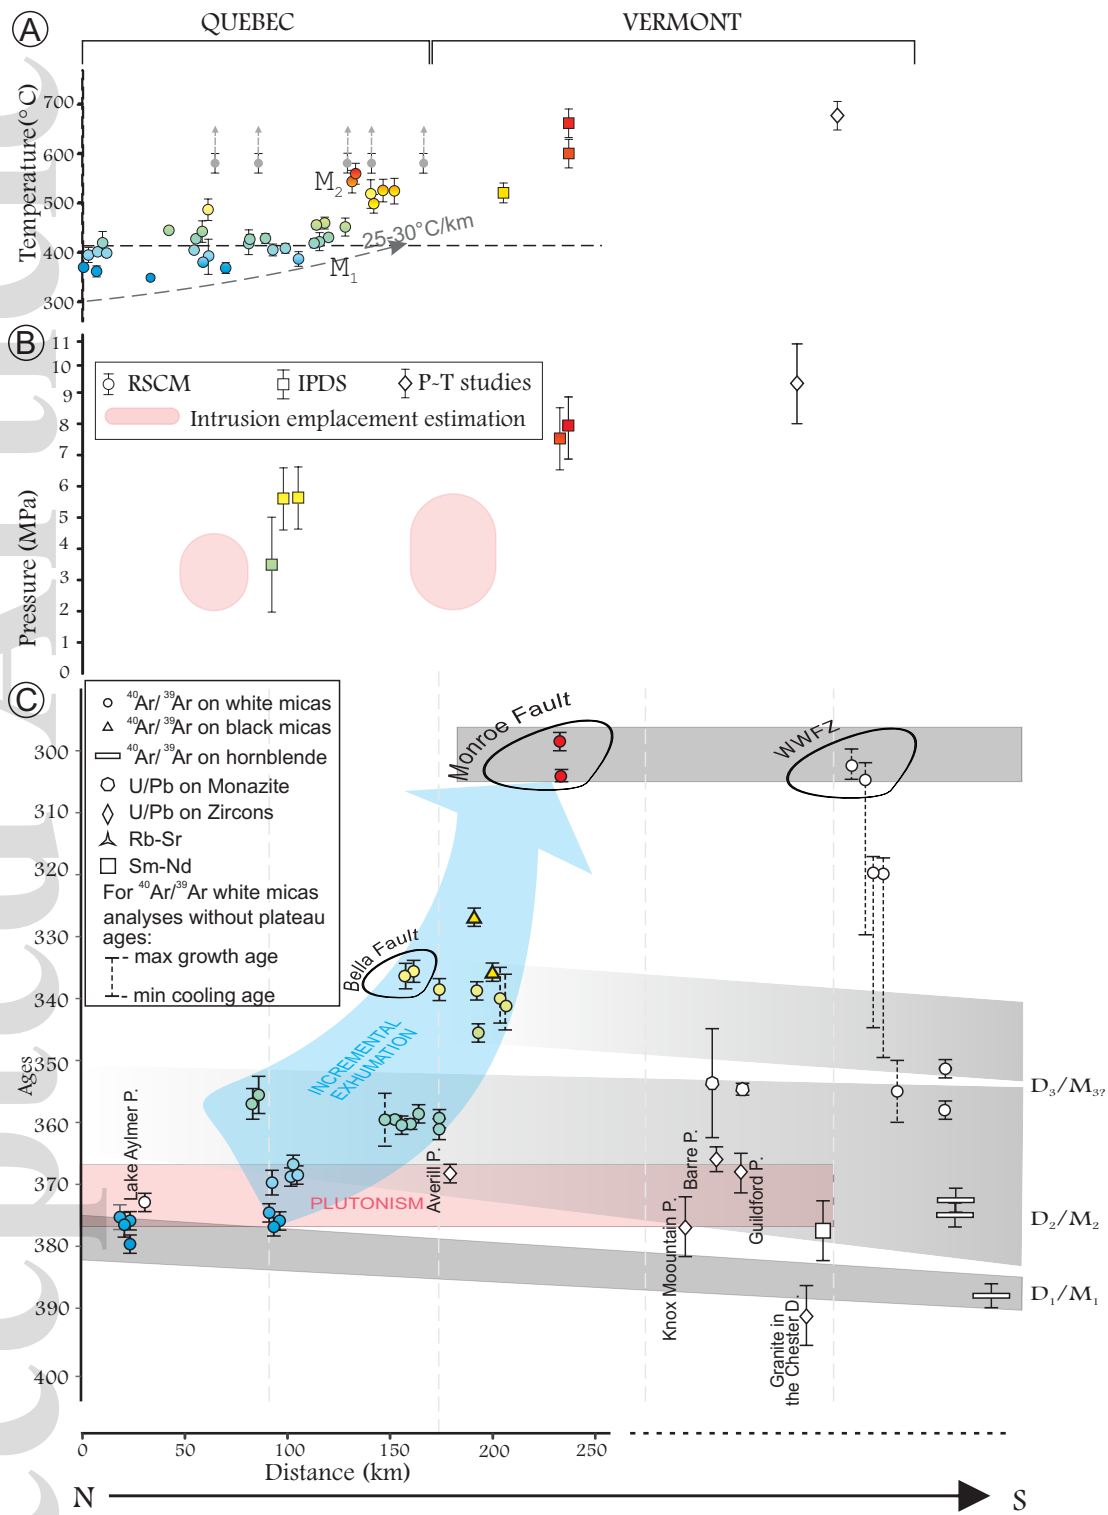 QUEBEC
VERMONT
A
Temperature(°C)
700
600
500
400
300
M2
25-30°C/km
M1
B
Pressure (MPa)
11
10
9
8
7
6
5
4
3
2
1
0
RSCM
IPDS
P-T studies
Intrusion emplacement estimation
C
40Ar/ 39Ar on white micas
40Ar/ 39Ar on black micas
40Ar/ 39Ar on hornblende
U/Pb on Monazite
U/Pb on Zircons
Rb-Sr
Sm-Nd
For 40Ar/39Ar white micas
analyses without plateau
ages:
max growth age
min cooling age
Ages
300
310
320
330
340
350
360
370
380
390
400
Monroe Fault
WWFZ
Bella Fault
INCREMENTAL
EXHUMATION
PLUTONISM
Lake Aylmer P.
Averill P.
Knox Moountain P.
Barre P.
Guildford P.
Granite in
the Chester D.
D3/M3?
D2/M2
D1/M1
0
50
100
150
200
250
Distance (km)
N
S